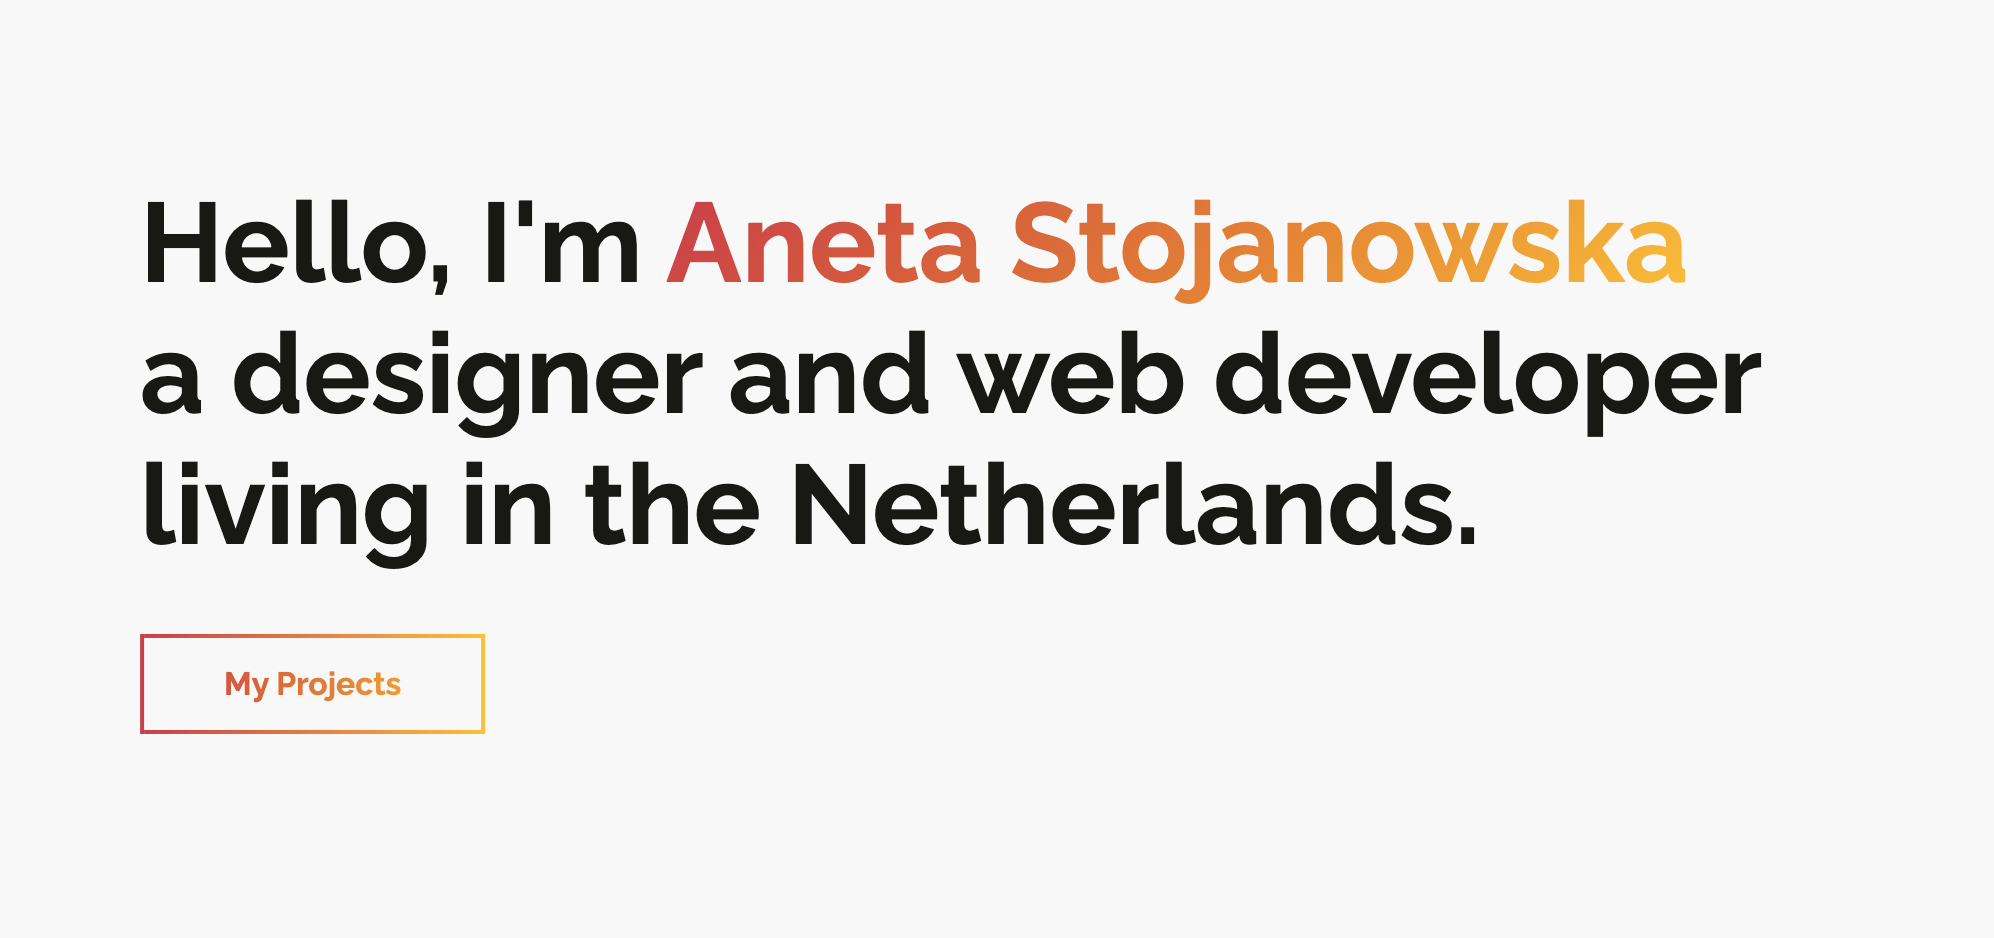 Hello, I'm Aneta Stojanowska
a designer and web developer
living in the Netherlands.
My Projects